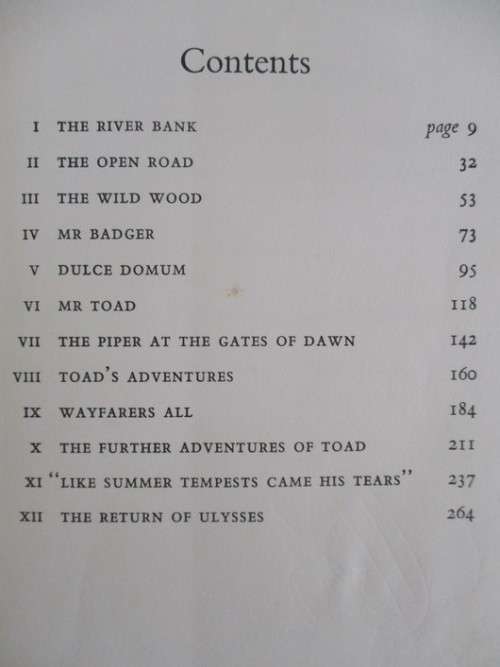 Contents
I THE RIVER BANK page 9
II THE OPEN ROAD 32
III THE WILD WOOD 53
IV MR BADGER 73
V DULCE DOMUM 95
VI MR TOAD 118
VII THE PIPER AT THE GATES OF DAWN 142
VIII TOAD'S ADVENTURES 160
IX WAYFARERS ALL 184
X THE FURTHER ADVENTURES OF TOAD 211
XI "LIKE SUMMER TEMPESTS CAME HIS TEARS" 237
XII THE RETURN OF ULYSSES 264